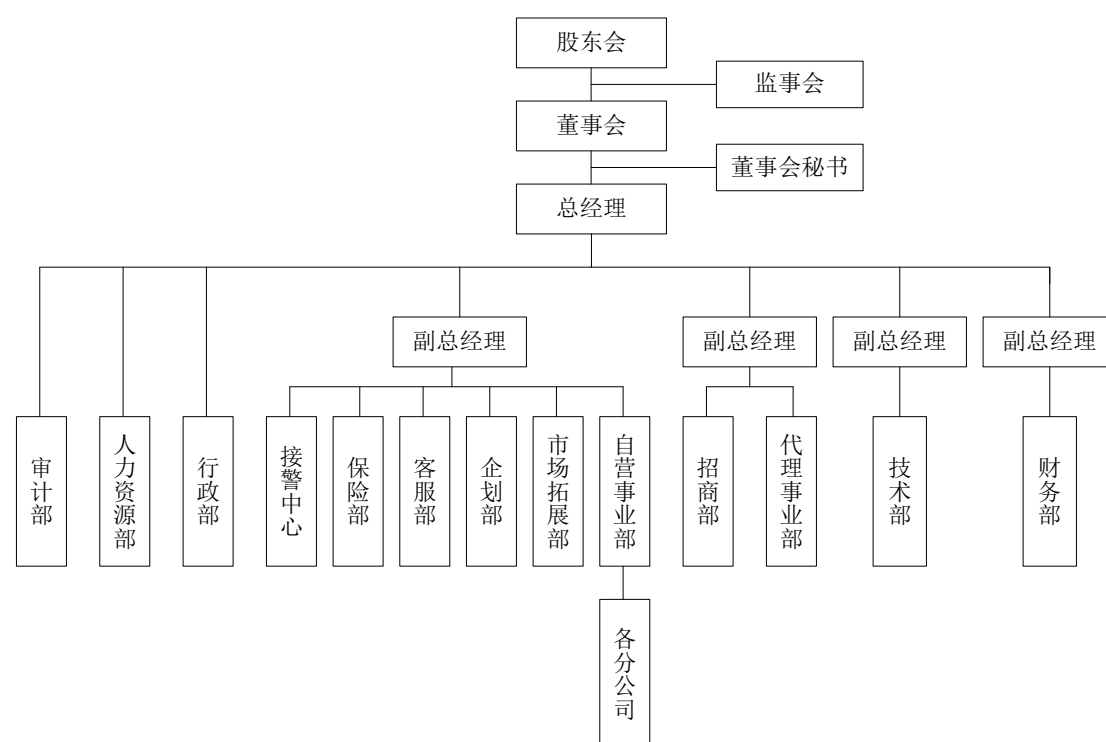 股东会
监事会
董事会
董事会秘书
总经理
副总经理
副总经理
副总经理
副总经理
审计部
人力资源部
行政部
接警中心
保险部
客服部
企划部
市场拓展部
自营事业部
招商部
代理事业部
技术部
财务部
各分公司